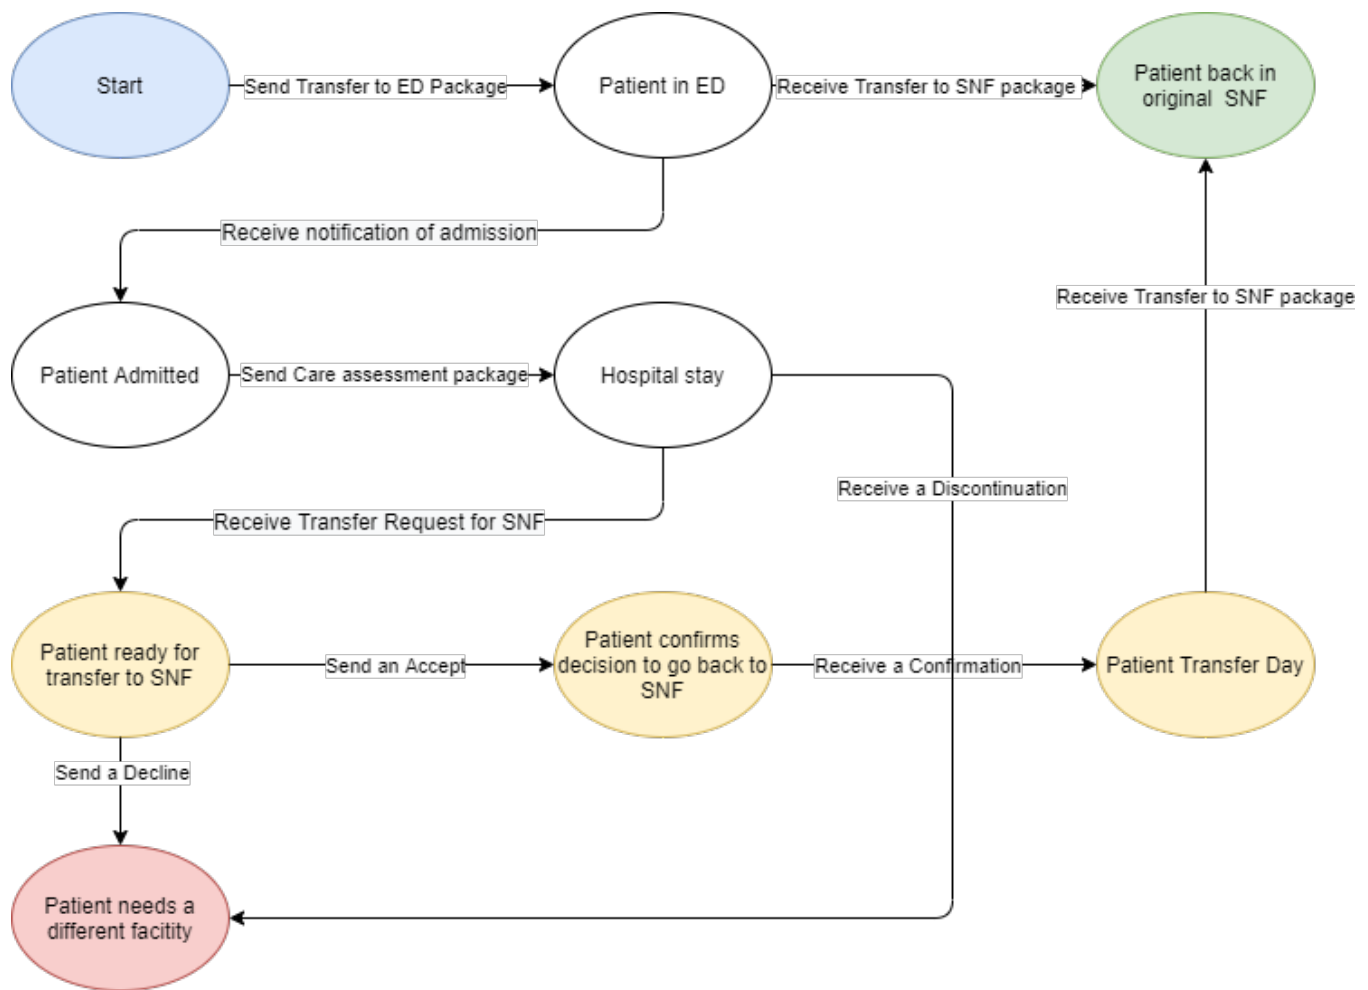 Start
Send Transfer to ED Package
Patient in ED
Receive Transfer to SNF package
Patient back in
original SNF
Receive notification of admission
Receive Transfer to SNF package
Patient Admitted
Send Care assessment package
Hospital stay
Receive a Discontinuation
Receive Transfer Request for SNF
Patient ready for
transfer to SNF
Send an Accept
Patient confirms
decision to go back to
SNF
Receive a Confirmation
Patient Transfer Day
Send a Decline
Patient needs a
different facitity